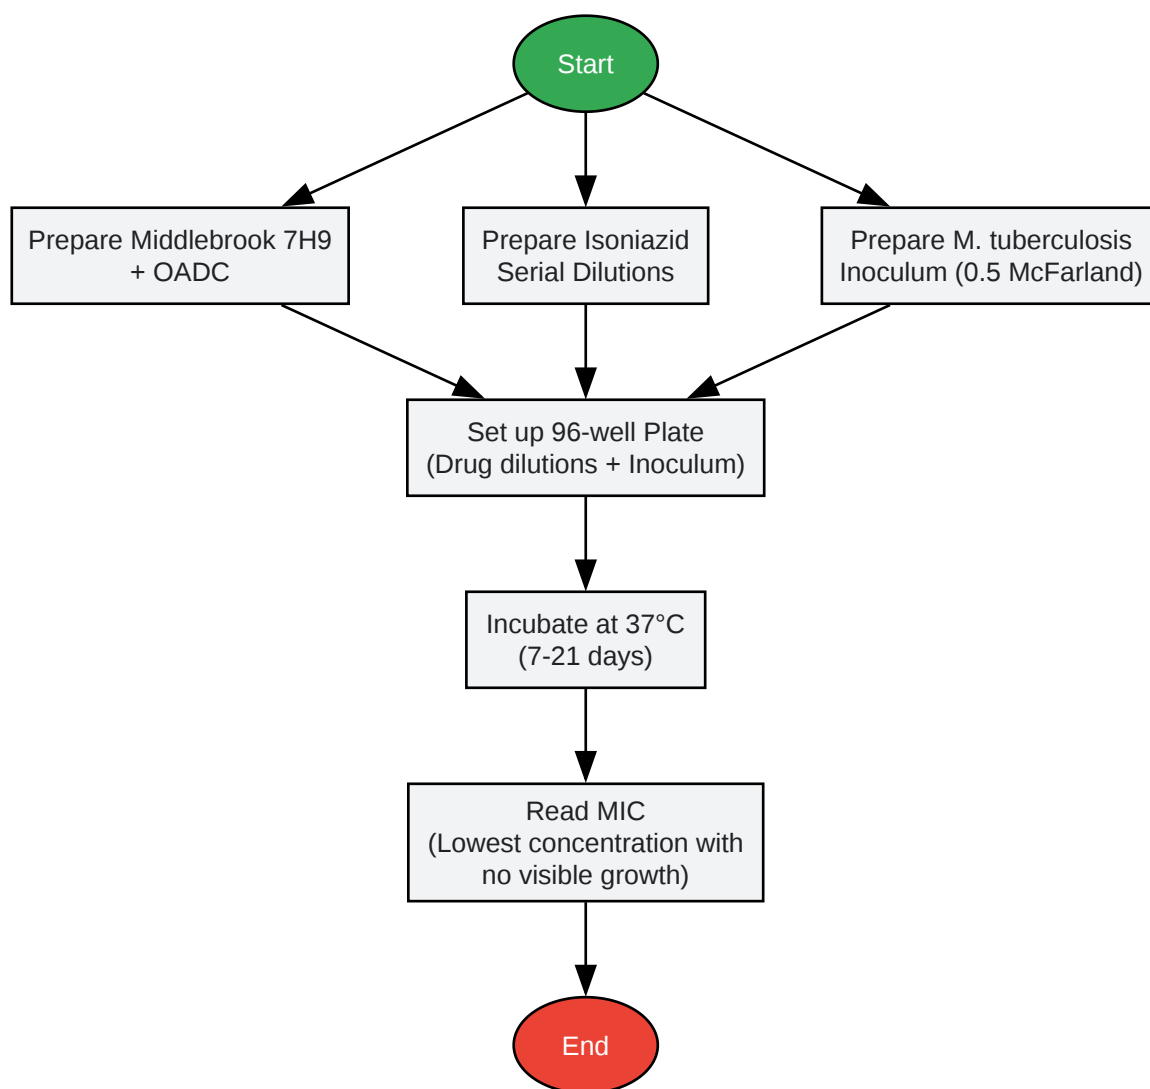 Start
Prepare Middlebrook 7H9
+ OADC
Prepare Isoniazid
Serial Dilutions
Prepare M. tuberculosis
Inoculum (0.5 McFarland)
Set up 96-well Plate
(Drug dilutions + Inoculum)
Incubate at 37°C
(7-21 days)
Read MIC
(Lowest concentration with
no visible growth)
End